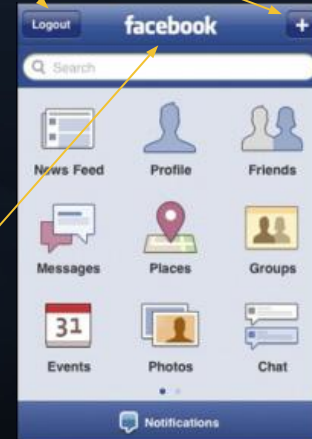 Logout facebook +
Search
News Feed Profile Friends
Messages Places Groups
31
Events Photos Chat
Notifications